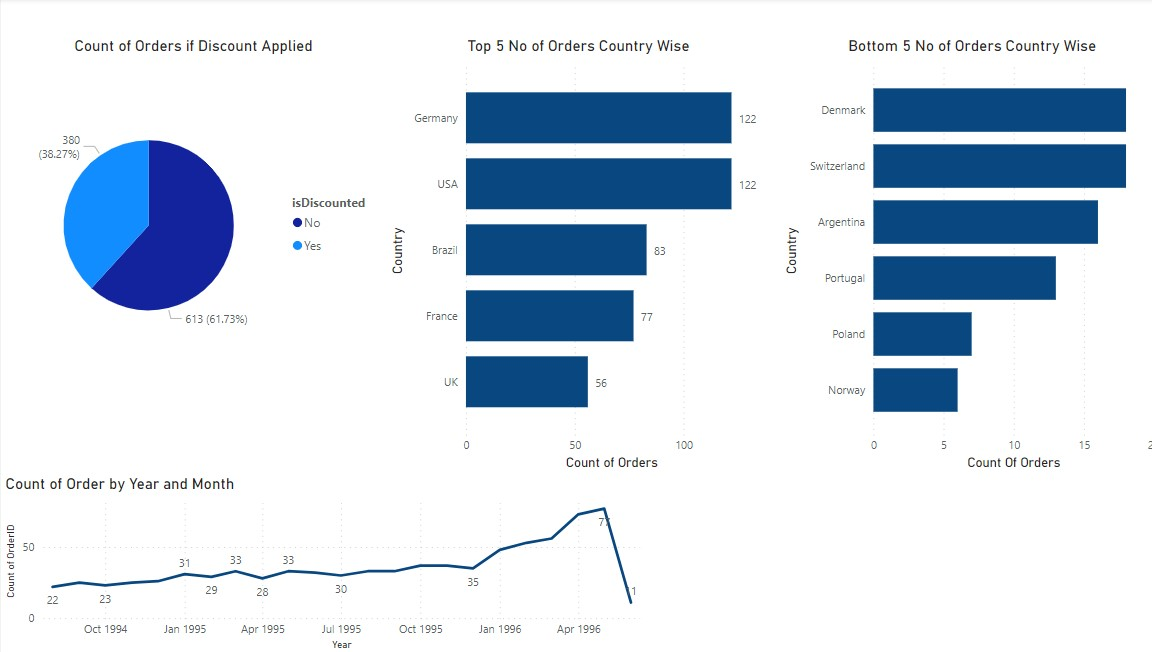 Count of Orders if Discount Applied
380
(38.27%)
613 (61.73%)
isDiscounted
No
Yes
Top 5 No of Orders Country Wise
Country
Germany
122
USA
122
Brazil
83
France
77
UK
56
0 50 100
Count of Orders
Bottom 5 No of Orders Country Wise
Country
Denmark
Switzerland
Argentina
Portugal
Poland
Norway
0 5 10 15
Count Of Orders
Count of Order by Year and Month
Count of OrderID
50
0
22
23
31
29
33
28
33
30
35
77
1
Oct 1994 Jan 1995 Apr 1995 Jul 1995 Oct 1995 Jan 1996 Apr 1996
Year